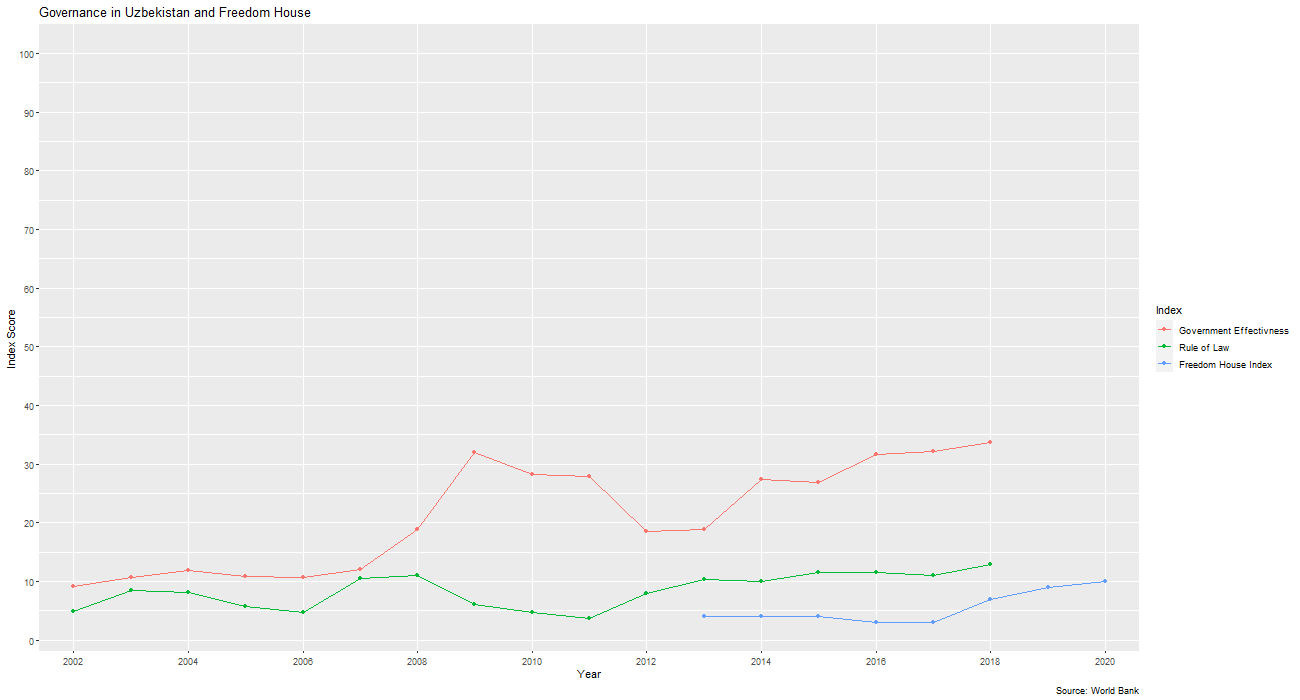 Governance in Uzbekistan and Freedom House
100
90
80
70
60
50
40
30
20
10
0
Index Score
2002 2004 2006 2008 2010 2012 2014 2016 2018 2020
Year
Index
Government Effectivness
Rule of Law
Freedom House Index
Source: World Bank